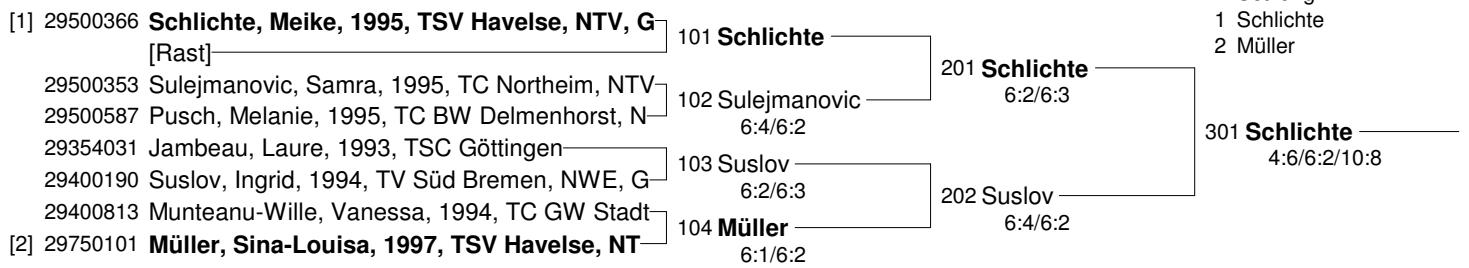 [1] 29500366 Schlichte, Meike, 1995, TSV Havelse, NTV, G
[Rast]
29500353 Sulejmanovic, Samra, 1995, TC Northeim, NTV
29500587 Pusch, Melanie, 1995, TC BW Delmenhorst, N
29354031 Jambeau, Laure, 1993, TSC Göttingen
29400190 Suslov, Ingrid, 1994, TV Süd Bremen, NWE, G
29400813 Munteanu-Wille, Vanessa, 1994, TC GW Stadt
[2] 29750101 Müller, Sina-Louisa, 1997, TSV Havelse, NT
101 Schlichte
102 Sulejmanovic
6:4/6:2
103 Suslov
6:2/6:3
104 Müller
6:1/6:2
201 Schlichte
6:2/6:3
202 Suslov
6:4/6:2
301 Schlichte
4:6/6:2/10:8
1 Schlichte
2 Müller